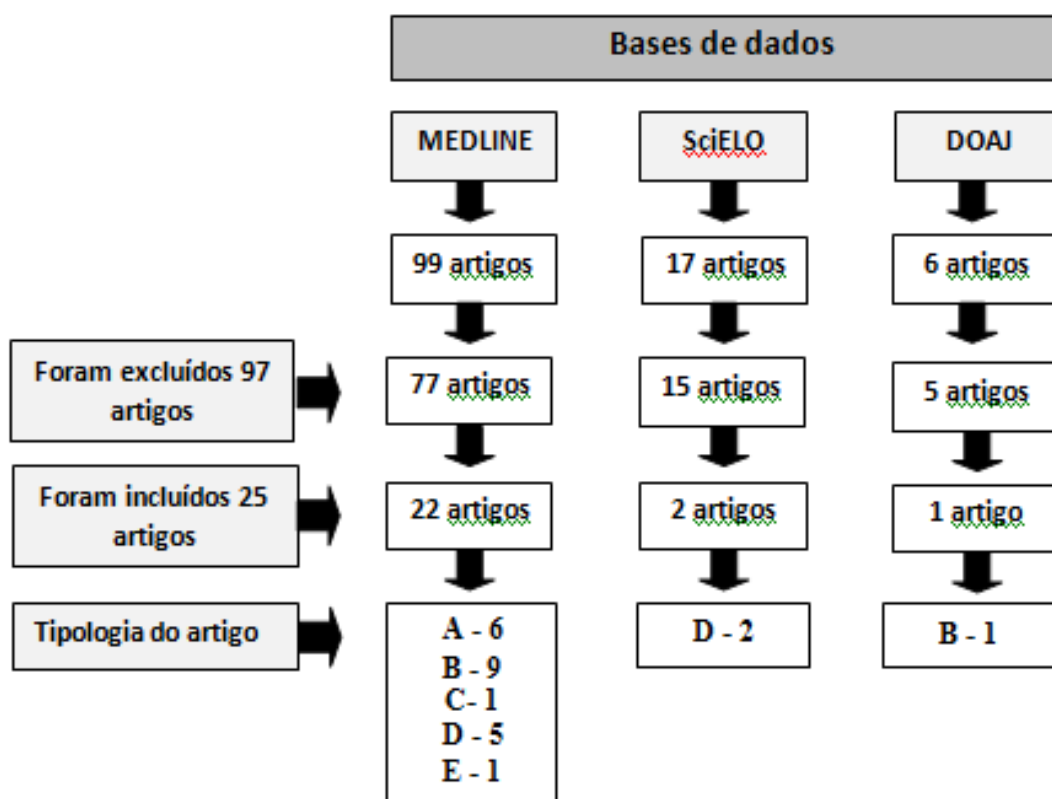 Bases de dados
MEDLINE
SciELO
DOAJ
99 artigos
17 artigos
6 artigos
Foram excluídos 97
artigos
77 artigos
15 artigos
5 artigos
Foram incluídos 25
artigos
22 artigos
2 artigos
1 artigo
Tipologia do artigo
A - 6
B - 9
C- 1
D - 5
E - 1
D - 2
B - 1